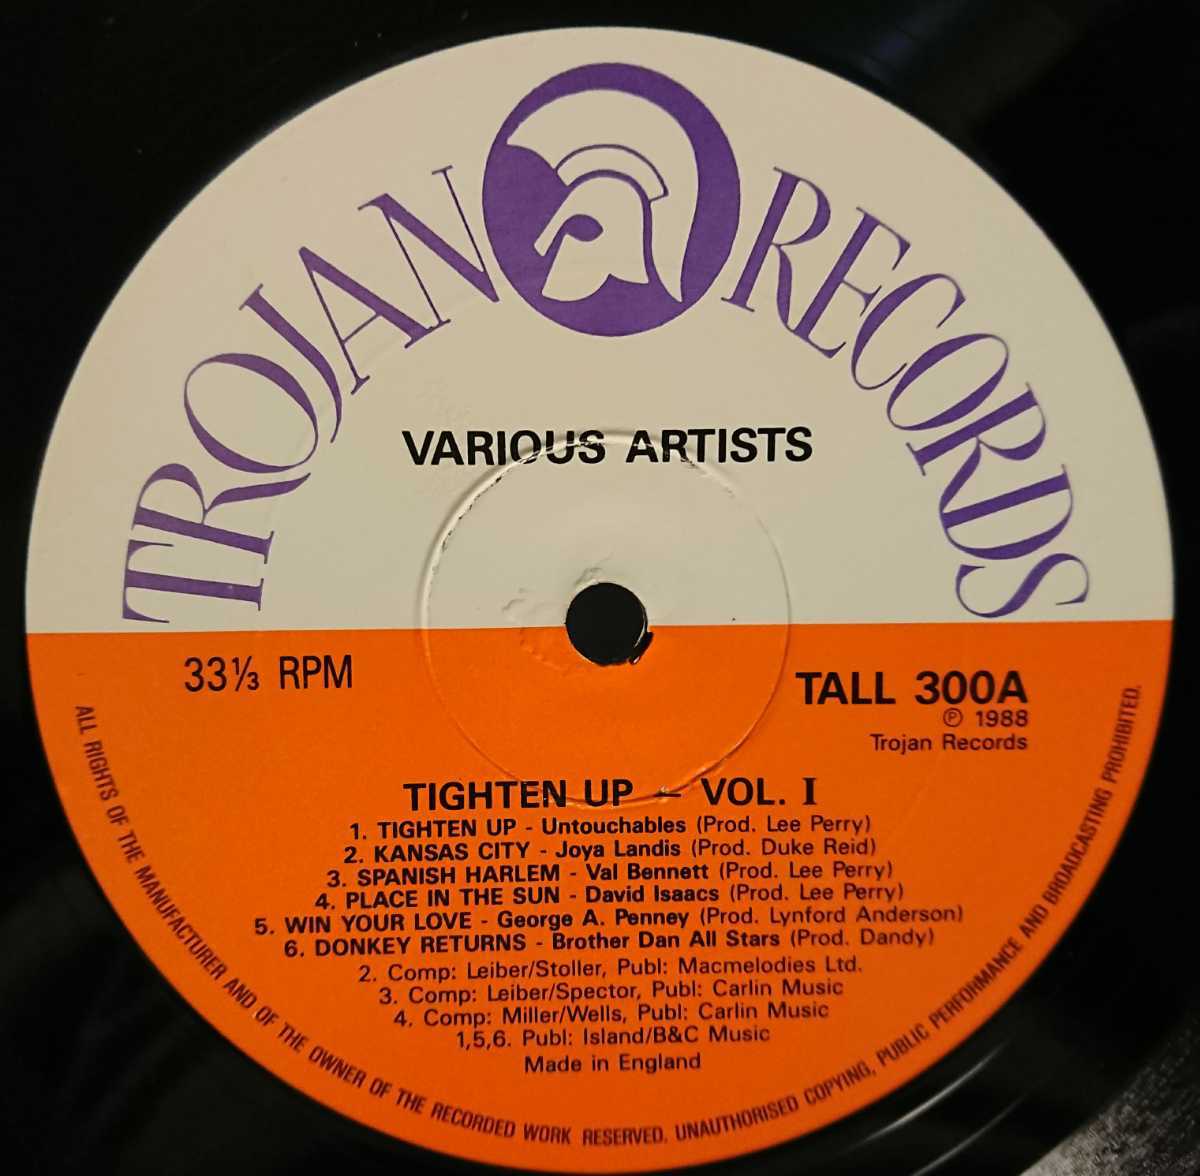 TROJAN RECORDS
VARIOUS ARTISTS
33⅓ RPM
TALL 300A
℗ 1988
Trojan Records
TIGHTEN UP – VOL. I
1. TIGHTEN UP - Untouchables (Prod. Lee Perry)
2. KANSAS CITY - Joya Landis (Prod. Duke Reid)
3. SPANISH HARLEM - Val Bennett (Prod. Lee Perry)
4. PLACE IN THE SUN - David Isaacs (Prod. Lee Perry)
5. WIN YOUR LOVE - George A. Penney (Prod. Lynford Anderson)
6. DONKEY RETURNS - Brother Dan All Stars (Prod. Dandy)
2. Comp: Leiber/Stoller, Publ: Macmelodies Ltd.
3. Comp: Leiber/Spector, Publ: Carlin Music
4. Comp: Miller/Wells, Publ: Carlin Music
1,5,6. Publ: Island/B&C Music
Made in England
ALL RIGHTS OF THE MANUFACTURER AND OF THE OWNER OF THE RECORDED WORK RESERVED. UNAUTHORISED COPYING, PUBLIC PERFORMANCE AND BROADCASTING PROHIBITED.